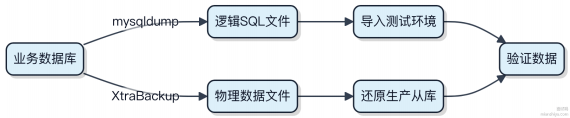 业务数据库
mysqldump
逻辑SQL文件
导入测试环境
XtraBackup
物理数据文件
还原生产从库
验证数据